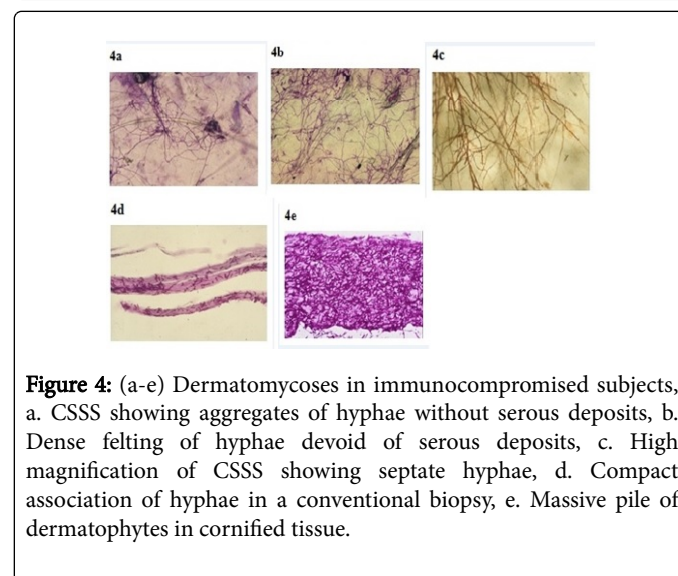 4a 4b 4c
4d 4e
Figure 4: (a-e) Dermatomycoses in immunocompromised subjects,
a. CSSS showing aggregates of hyphae without serous deposits, b.
Dense felting of hyphae devoid of serous deposits, c. High
magnification of CSSS showing septate hyphae, d. Compact
association of hyphae in a conventional biopsy, e. Massive pile of
dermatophytes in cornified tissue.